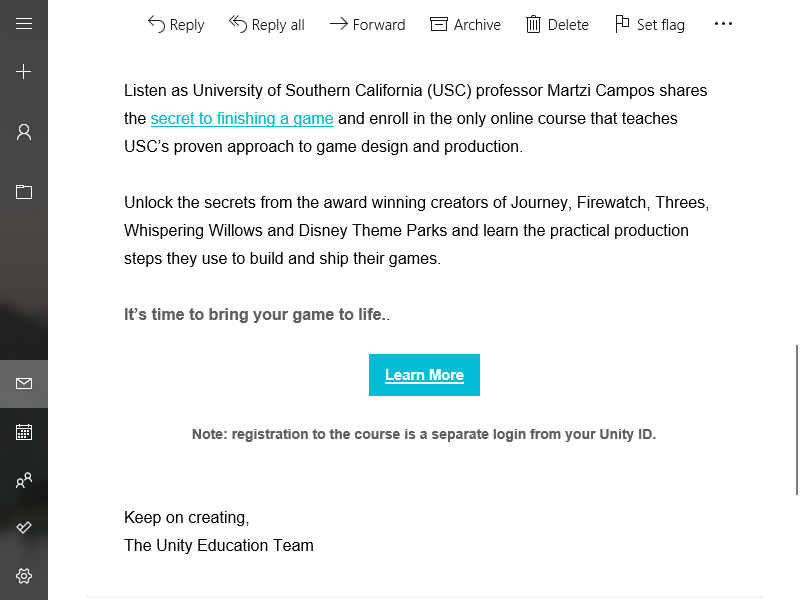 Reply
Reply all
Forward
Archive
Delete
Set flag
Listen as University of Southern California (USC) professor Martzi Campos shares
the secret to finishing a game and enroll in the only online course that teaches
USC’s proven approach to game design and production.
Unlock the secrets from the award winning creators of Journey, Firewatch, Threes,
Whispering Willows and Disney Theme Parks and learn the practical production
steps they use to build and ship their games.
It’s time to bring your game to life..
Learn More
Note: registration to the course is a separate login from your Unity ID.
Keep on creating,
The Unity Education Team